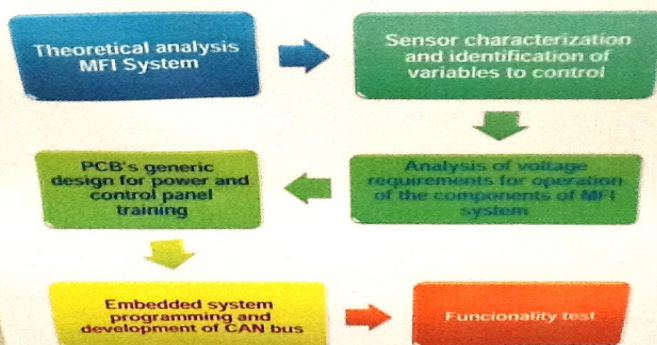 Theoretical analysis
MFI System
Sensor characterization
and identification of
variables to control
Analysis of voltage
requirements for operation
of the components of MFI
system
PCB's generic
design for power and
control panel
training
Embedded system
programming and
development of CAN bus
Funcionality test